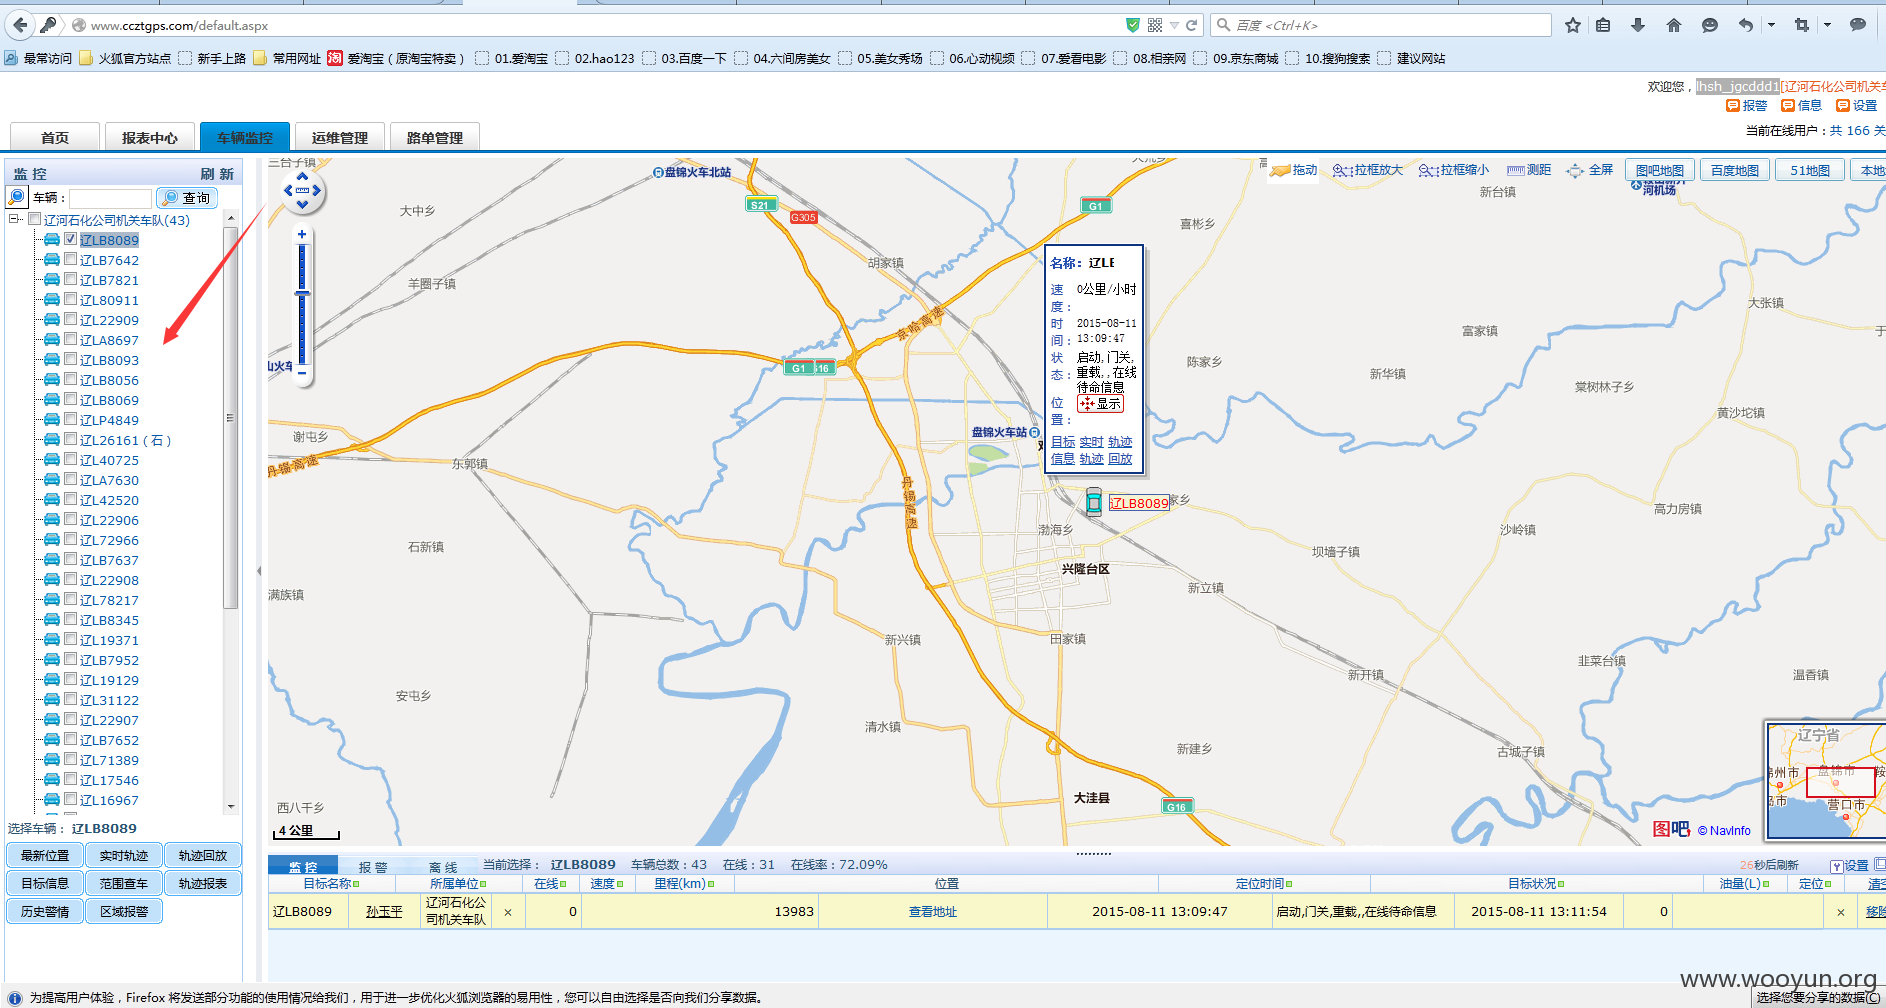 www.ccztgps.com/default.aspx
百度 <Ctrl+K>
最常访问 火狐官方站点 新手上路 常用网址 爱淘宝（原淘宝特卖） 01.爱淘宝 02.hao123 03.百度一下 04.六间房美女 05.美女秀场 06.心动视频 07.爱看电影 08.相亲网 09.京东商城 10.搜狗搜索 建议网站
欢迎您，lhsh_jgcddd1[辽河石化公司机关车
报警 信息 设置
首页 报表中心 车辆监控 运维管理 路单管理
当前在线用户：共 166 关
监 控 刷 新
车辆： 查询
辽河石化公司机关车队(43)
辽LB8089
辽LB7642
辽LB7821
辽L80911
辽L22909
辽LA8697
辽LB8093
辽LB8056
辽LB8069
辽LP4849
辽L26161（石）
辽L40725
辽LA7630
辽L42520
辽L22906
辽L72966
辽LB7637
辽L22908
辽L78217
辽LB8345
辽L19371
辽LB7952
辽L19129
辽L31122
辽L22907
辽LB7652
辽L71389
辽L17546
辽L16967
选择车辆： 辽LB8089
最新位置 实时轨迹 轨迹回放
目标信息 范围查车 轨迹报表
历史警情 区域报警
拖动 拉框放大 拉框缩小 测距 全屏 图吧地图 百度地图 51地图 本地
三台子镇
盘锦火车北站
大中乡
S21
G305
G1
喜彬乡
新台镇
河机场
胡家镇
羊圈子镇
京哈高速
大张镇
富家镇
于
山火车
G1 G16
陈家乡
新华镇
棠树林子乡
黄沙坨镇
谢屯乡
丹锡高速
东郭镇
盘锦火车站
丹锡高速
名称：辽LE
速度： 0公里/小时
时间： 2015-08-11 13:09:47
状态： 启动,门关,重载,,在线待命信息
位置： 显示
目标信息 实时轨迹 轨迹回放
辽LB8089
家乡
高力房镇
渤海乡
沙岭镇
石新镇
坝墙子镇
兴隆台区
满族镇
新立镇
新兴镇
田家镇
韭菜台镇
新开镇
温香镇
安屯乡
清水镇
新建乡
古城子镇
西八千乡
大洼县
G16
4 公里
辽宁省
锦州市
盘锦市
鞍
岛市
营口市
图吧 © NavInfo
监 控 报 警 离 线 当前选择： 辽LB8089 车辆总数：43 在线：31 在线率：72.09%
26秒后刷新 设置
目标名称 所属单位 在线 速度 里程(km) 位置 定位时间 目标状况 油量(L) 定位 清空
辽LB8089 孙玉平 辽河石化公司机关车队 × 0 13983 查看地址 2015-08-11 13:09:47 启动,门关,重载,,在线待命信息 2015-08-11 13:11:54 0 × 移除
www.wooyun.org
为提高用户体验，Firefox 将发送部分功能的使用情况给我们，用于进一步优化火狐浏览器的易用性，您可以自由选择是否向我们分享数据。
选择您要分享的数据(C)